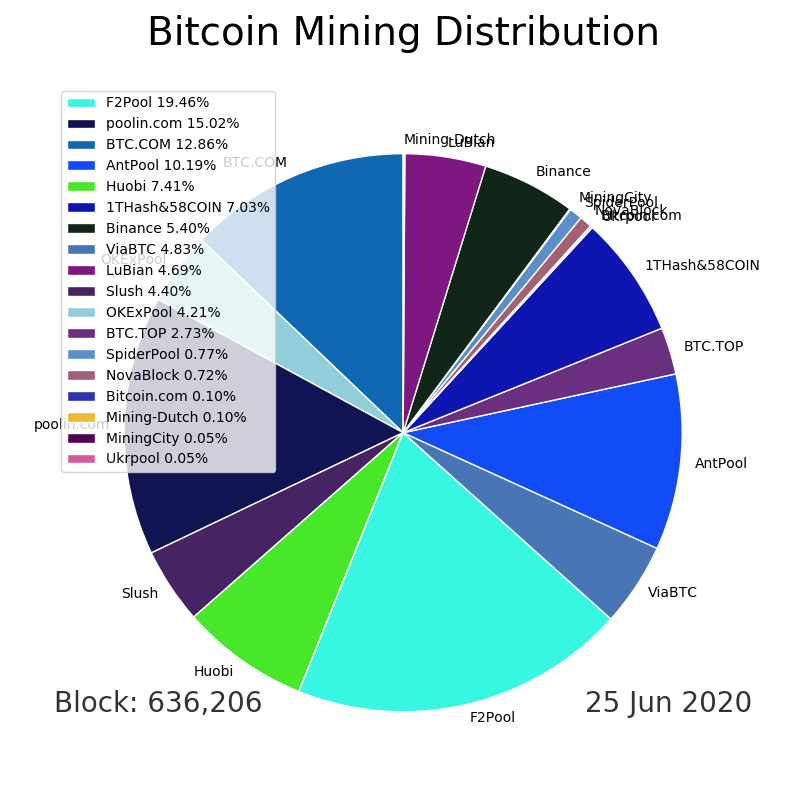 Bitcoin Mining Distribution
F2Pool 19.46%
poolin.com 15.02%
BTC.COM 12.86%
AntPool 10.19%
Huobi 7.41%
1THash&58COIN 7.03%
Binance 5.40%
ViaBTC 4.83%
LuBian 4.69%
Slush 4.40%
OKExPool 4.21%
BTC.TOP 2.73%
SpiderPool 0.77%
NovaBlock 0.72%
Bitcoin.com 0.10%
Mining-Dutch 0.10%
MiningCity 0.05%
Ukrpool 0.05%
Mining-Dutch
LuBian
Binance
MiningCity
SpiderPool
NovaBlock
Bitcoin.com
Ukrpool
1THash&58COIN
BTC.TOP
AntPool
ViaBTC
F2Pool
Huobi
Slush
poolin.com
OKExPool
BTC.COM
Block: 636,206
25 Jun 2020